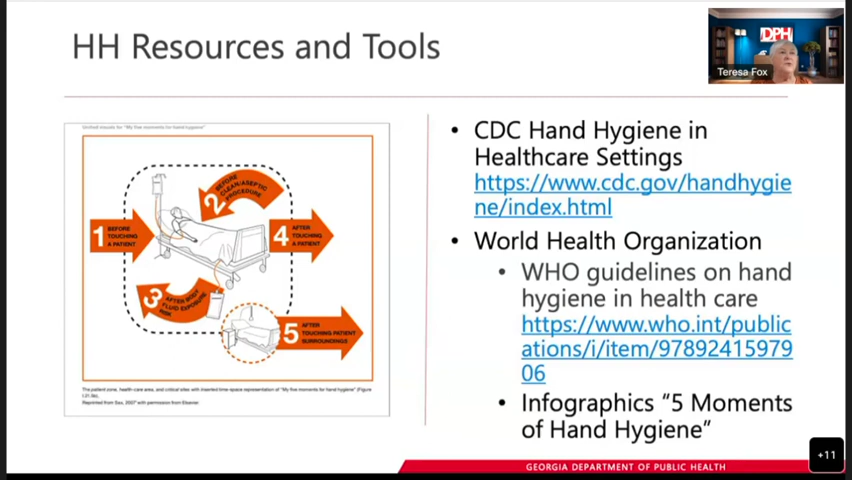 HH Resources and Tools
DPH
Teresa Fox
Unified visuals for "My five moments for hand hygiene"
1 BEFORE
TOUCHING
A PATIENT
2 BEFORE
CLEAN/ASEPTIC
PROCEDURE
3 AFTER BODY
FLUID EXPOSURE
RISK
4 AFTER
TOUCHING
A PATIENT
5 AFTER
TOUCHING PATIENT
SURROUNDINGS
The patient zone, health-care area, and critical sites with inserted time-space representation of "My five moments for hand hygiene" (Figure
I.21.5b).
Reprinted from Sax, 2007 with permission from Elsevier.
• CDC Hand Hygiene in
Healthcare Settings
https://www.cdc.gov/handhygie
ne/index.html
• World Health Organization
• WHO guidelines on hand
hygiene in health care
https://www.who.int/public
ations/i/item/97892415979
06
• Infographics “5 Moments
of Hand Hygiene”
+11
GEORGIA DEPARTMENT OF PUBLIC HEALTH